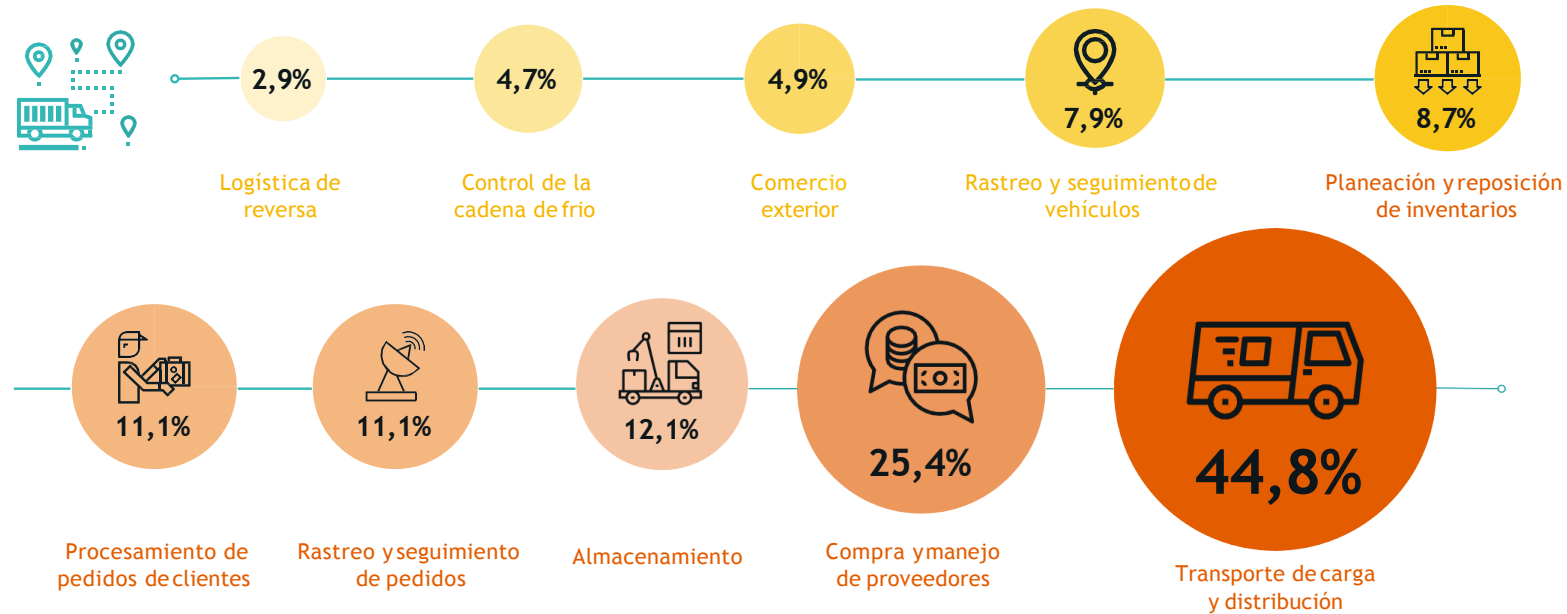 2,9%
4,7%
4,9%
7,9%
8,7%
Logística de
reversa
Control de la
cadena de frio
Comercio
exterior
Rastreo y seguimiento de
vehículos
Planeación y reposición
de inventarios
11,1%
11,1%
12,1%
25,4%
44,8%
Procesamiento de
pedidos de clientes
Rastreo y seguimiento
de pedidos
Almacenamiento
Compra y manejo
de proveedores
Transporte de carga
y distribución